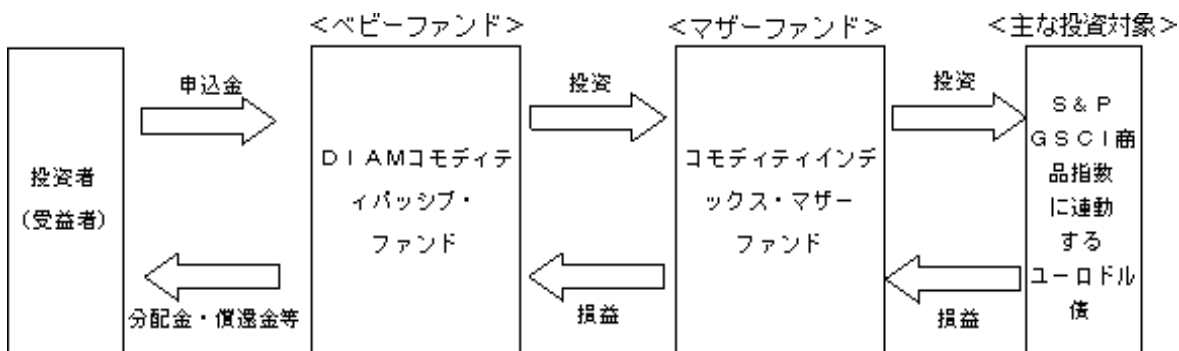 <ベビーファンド>
<マザーファンド>
<主な投資対象>
申込金
投資
投資
投資者
(受益者)
DIAMコモディテ
ィパッシブ・
ファンド
コモディティインデ
ックス・マザー
ファンド
S&P
GSCI商
品指数
に連動
する
ユーロドル
債
分配金・償還金等
損益
損益